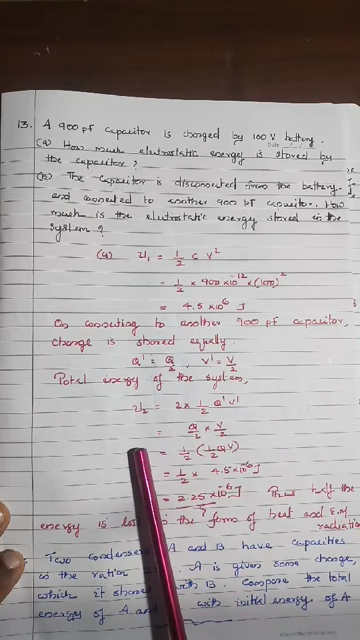 13. A 900 pf capacitor is charged by 100 V battery.
Date
(a) How much electrostatic energy is stored by
the capacitor?
(b) The capacitor is disconnected from the battery
and connected to another 900 pf capacitor. How
much is the electrostatic energy stored in the
system?
(a) U₁ = 1/2 C V²
= 1/2 × 900 × 10⁻¹² × (100)²
= 4.5 × 10⁻⁶ J
On connecting to another 900 pf capacitor,
charge is stored equally
Q' = Q/2, V' = V/2
Total energy of the system,
U₂ = 2 × 1/2 Q' V'
= Q/2 × V/2
= 1/2 (1/2 QV)
= 1/2 × 4.5 × 10⁻⁶ J
= 2.25 × 10⁻⁶ J Thus half the
energy is the form of heat and E.M
radiation
Two condensers A and B have capacities
in the ratio A is given some charge,
which it shares with B. Compare the total
energy of A and with initial energy of A